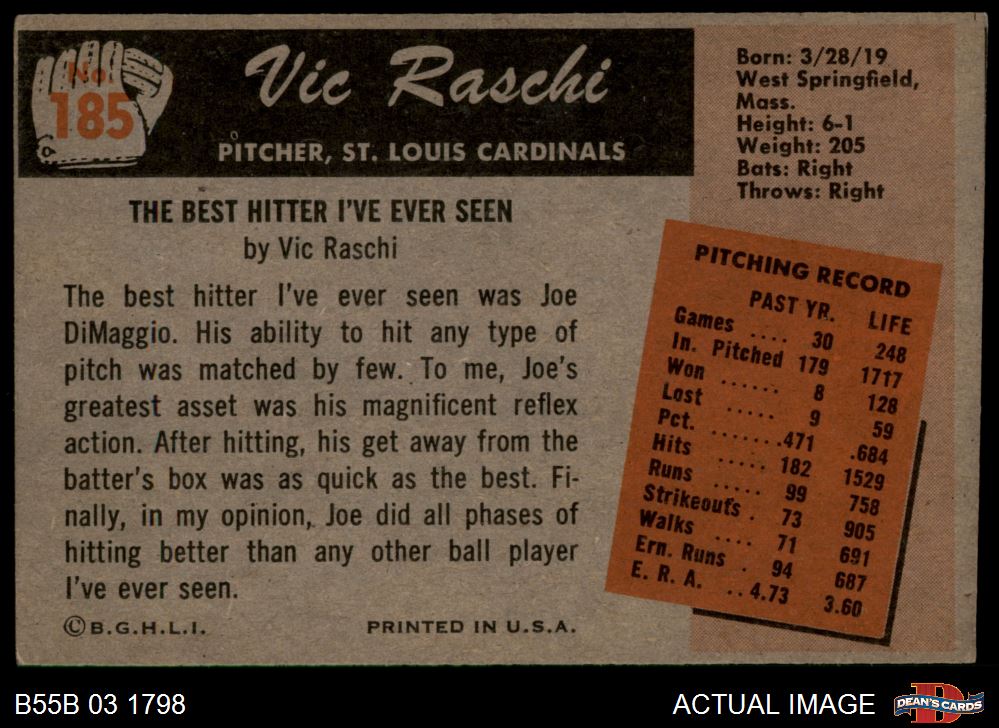 No.
185
Vic Raschi
PITCHER, ST. LOUIS CARDINALS
Born: 3/28/19
West Springfield,
Mass.
Height: 6-1
Weight: 205
Bats: Right
Throws: Right
THE BEST HITTER I'VE EVER SEEN
by Vic Raschi
The best hitter I've ever seen was Joe
DiMaggio. His ability to hit any type of
pitch was matched by few. To me, Joe's
greatest asset was his magnificent reflex
action. After hitting, his get away from the
batter's box was as quick as the best. Fi-
nally, in my opinion, Joe did all phases of
hitting better than any other ball player
I've ever seen.
©B.G.H.L.I. PRINTED IN U.S.A.
PITCHING RECORD
PAST YR. LIFE
Games .... 30 248
In. Pitched 179 1717
Won ...... 8 128
Lost ..... 9 59
Pct. .......471 .684
Hits ..... 182 1529
Runs ..... 99 758
Strikeouts . 73 905
Walks .... 71 691
Ern. Runs . 94 687
E. R. A. ..4.73 3.60
B55B 03 1798
ACTUAL IMAGE
DEAN'S CARDS